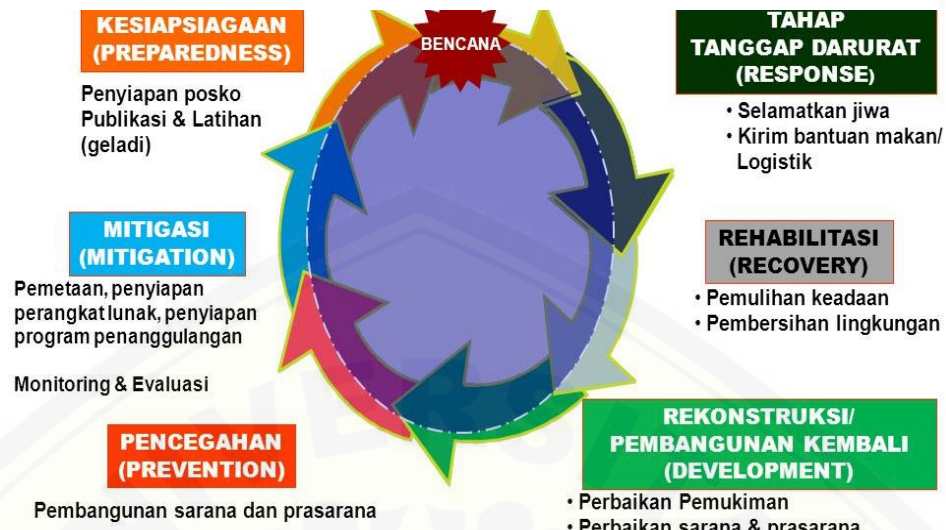 KESIAPSIAGAAN
(PREPAREDNESS)
Penyiapan posko
Publikasi & Latihan
(geladi)
BENCANA
TAHAP
TANGGAP DARURAT
(RESPONSE)
• Selamatkan jiwa
• Kirim bantuan makan/
Logistik
MITIGASI
(MITIGATION)
Pemetaan, penyiapan
perangkat lunak, penyiapan
program penanggulangan
Monitoring & Evaluasi
REHABILITASI
(RECOVERY)
• Pemulihan keadaan
• Pembersihan lingkungan
PENCEGAHAN
(PREVENTION)
Pembangunan sarana dan prasarana
REKONSTRUKSI/
PEMBANGUNAN KEMBALI
(DEVELOPMENT)
• Perbaikan Pemukiman
• Perbaikan sarana & prasarana